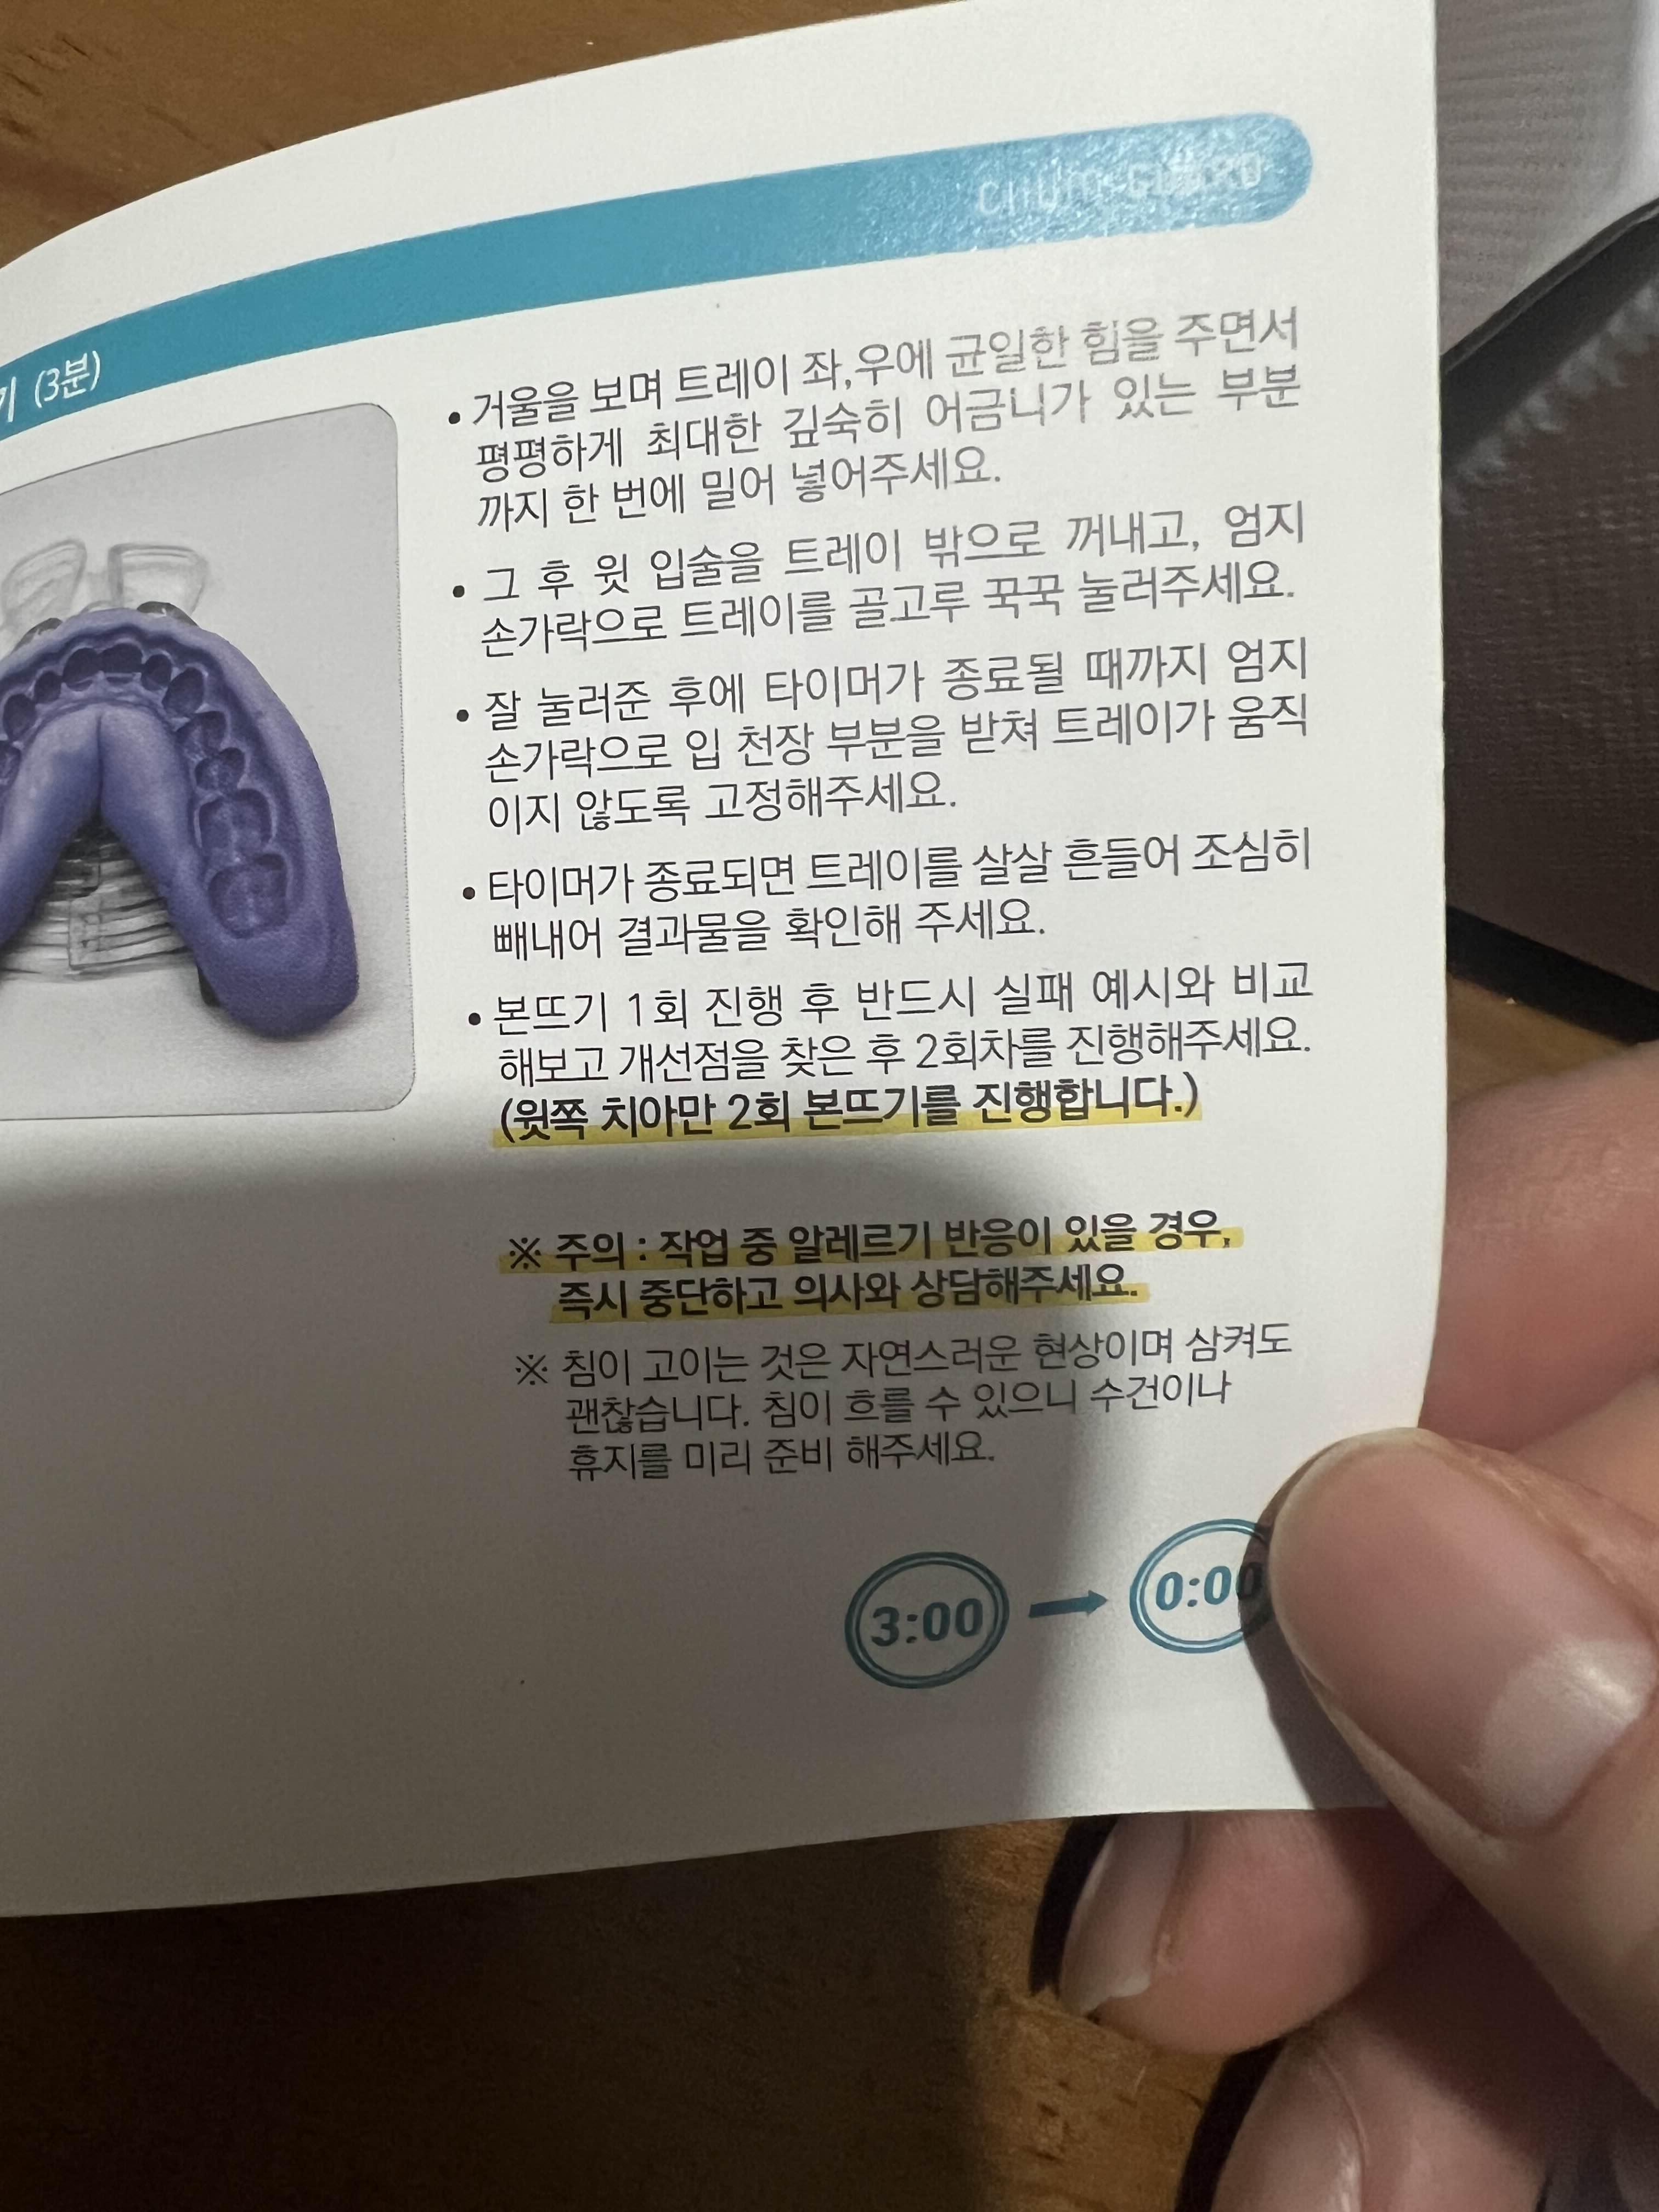 GUARD
기 (3분)
• 거울을 보며 트레이 좌,우에 균일한 힘을 주면서
평평하게 최대한 깊숙히 어금니가 있는 부분
까지 한 번에 밀어 넣어주세요.
• 그 후 윗 입술을 트레이 밖으로 꺼내고, 엄지
손가락으로 트레이를 골고루 꾹꾹 눌러주세요.
• 잘 눌러준 후에 타이머가 종료될 때까지 엄지
손가락으로 입 천장 부분을 받쳐 트레이가 움직
이지 않도록 고정해주세요.
• 타이머가 종료되면 트레이를 살살 흔들어 조심히
빼내어 결과물을 확인해 주세요.
• 본뜨기 1회 진행 후 반드시 실패 예시와 비교
해보고 개선점을 찾은 후 2회차를 진행해주세요.
(윗쪽 치아만 2회 본뜨기를 진행합니다.)
※ 주의 : 작업 중 알레르기 반응이 있을 경우,
즉시 중단하고 의사와 상담해주세요.
※ 침이 고이는 것은 자연스러운 현상이며 삼켜도
괜찮습니다. 침이 흐를 수 있으니 수건이나
휴지를 미리 준비 해주세요.
3:00 → 0:00